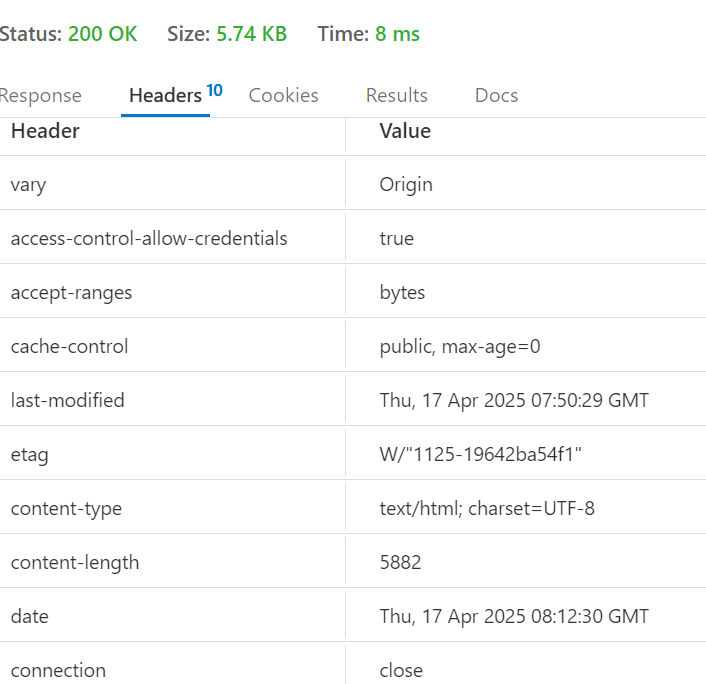 Status: 200 OK Size: 5.74 KB Time: 8 ms
Response Headers 10 Cookies Results Docs
Header Value
vary Origin
access-control-allow-credentials true
accept-ranges bytes
cache-control public, max-age=0
last-modified Thu, 17 Apr 2025 07:50:29 GMT
etag W/"1125-19642ba54f1"
content-type text/html; charset=UTF-8
content-length 5882
date Thu, 17 Apr 2025 08:12:30 GMT
connection close